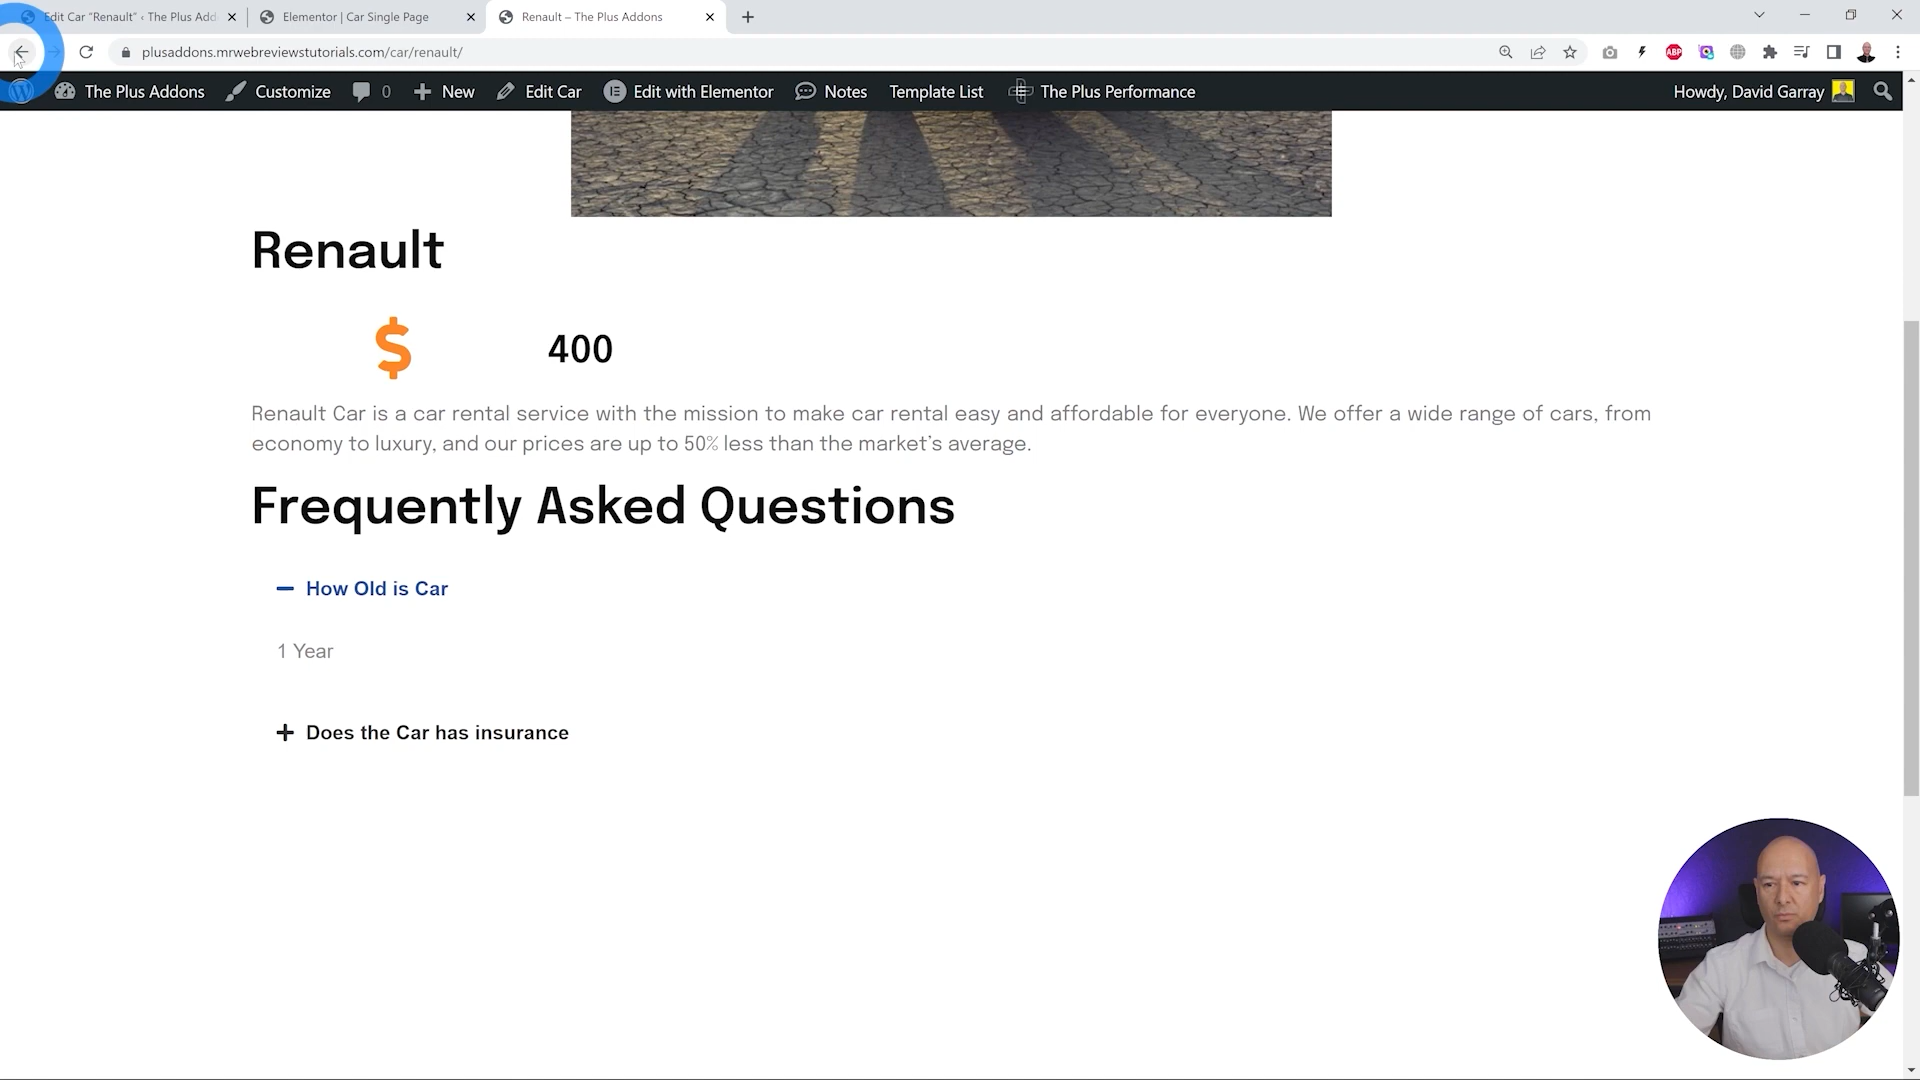 Edit Car “Renault” ‹ The Plus Add
Elementor | Car Single Page
Renault – The Plus Addons
plusaddons.mrwebreviewstutorials.com/car/renault/
ABP
The Plus Addons
Customize
0
New
Edit Car
Edit with Elementor
Notes
Template List
The Plus Performance
Howdy, David Garray
Renault
$ 400
Renault Car is a car rental service with the mission to make car rental easy and affordable for everyone. We offer a wide range of cars, from
economy to luxury, and our prices are up to 50% less than the market’s average.
Frequently Asked Questions
How Old is Car
1 Year
Does the Car has insurance